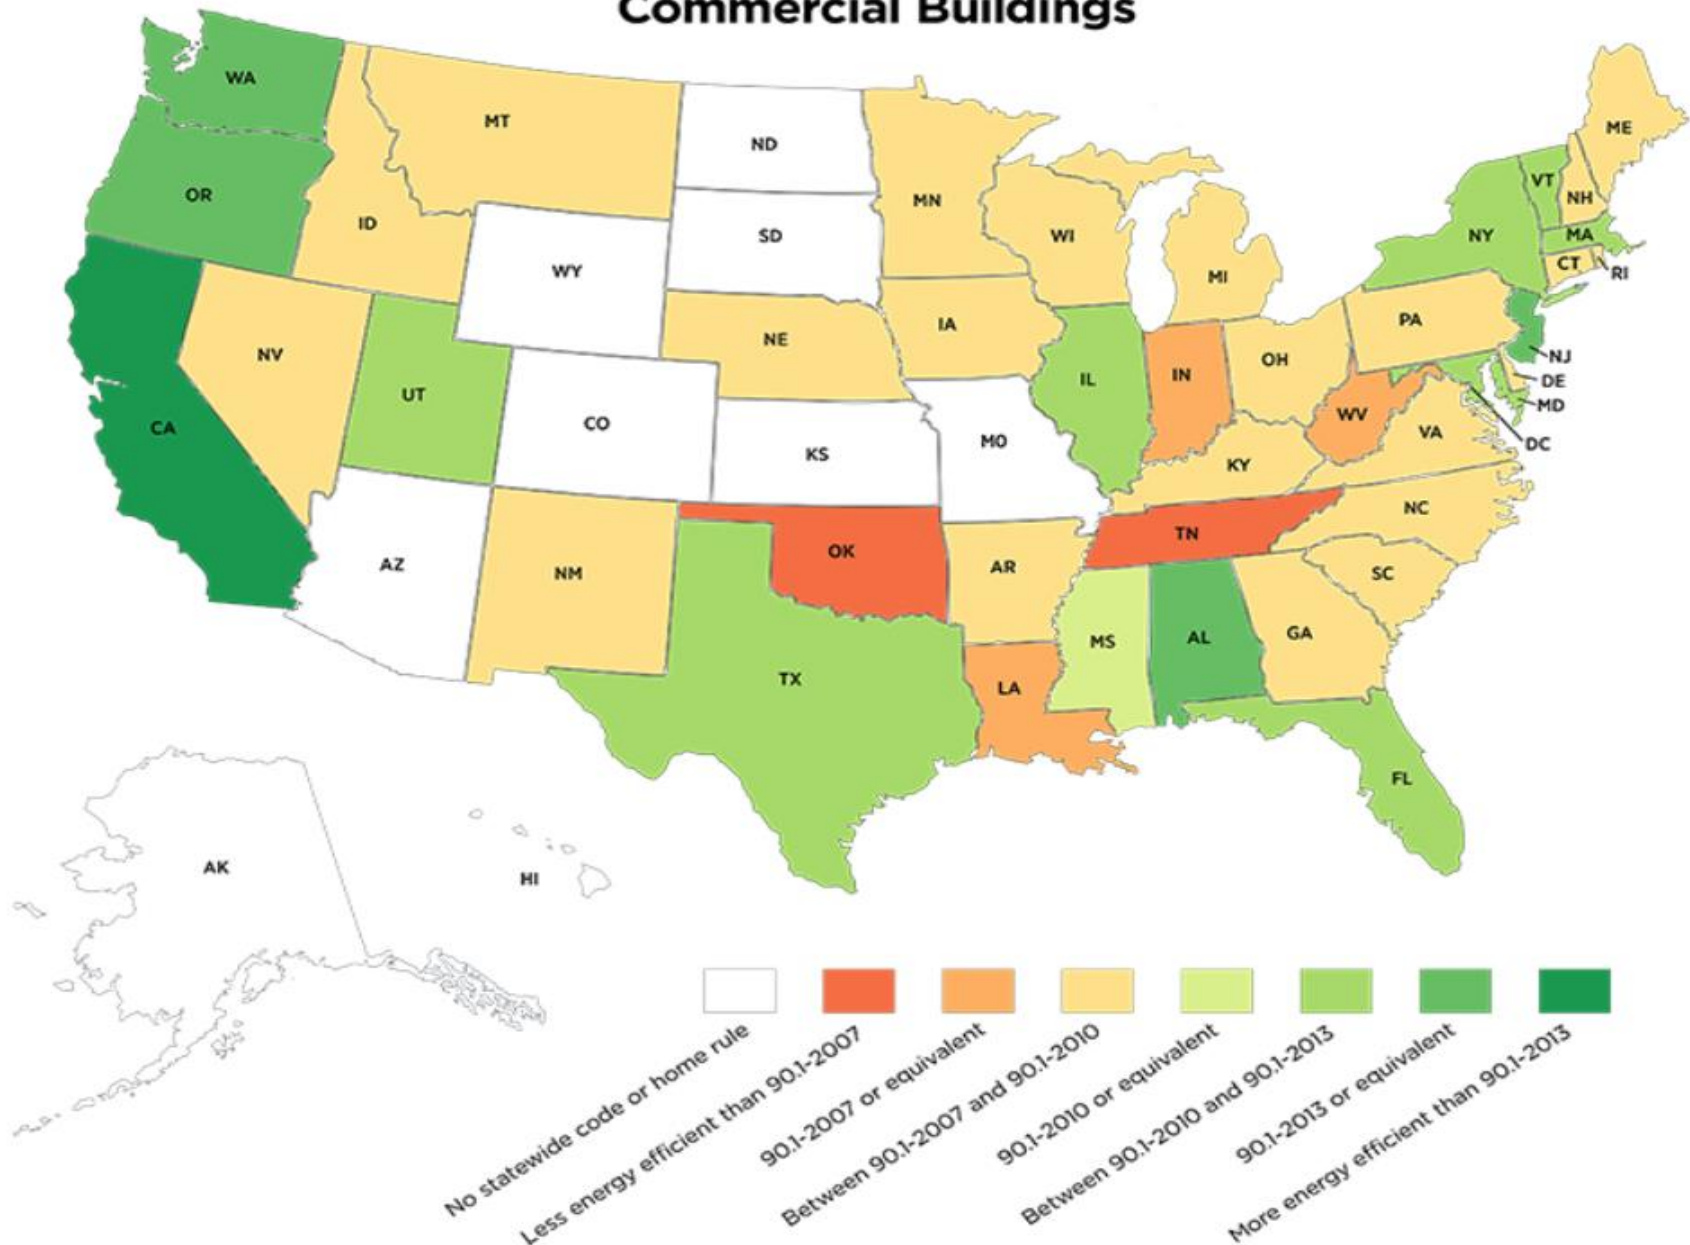 Commercial Buildings
WA
MT
ND
ME
OR
ID
MN
VT
NH
SD
WI
NY
MA
WY
MI
CT
RI
NE
IA
PA
NV
UT
IL
IN
OH
NJ
DE
MD
CA
CO
KS
MO
WV
VA
DC
KY
AZ
NM
OK
AR
TN
NC
SC
TX
LA
MS
AL
GA
FL
AK
HI
No statewide code or home rule
Less energy efficient than 90.1-2007
90.1-2007 or equivalent
Between 90.1-2007 and 90.1-2010
90.1-2010 or equivalent
Between 90.1-2010 and 90.1-2013
90.1-2013 or equivalent
More energy efficient than 90.1-2013